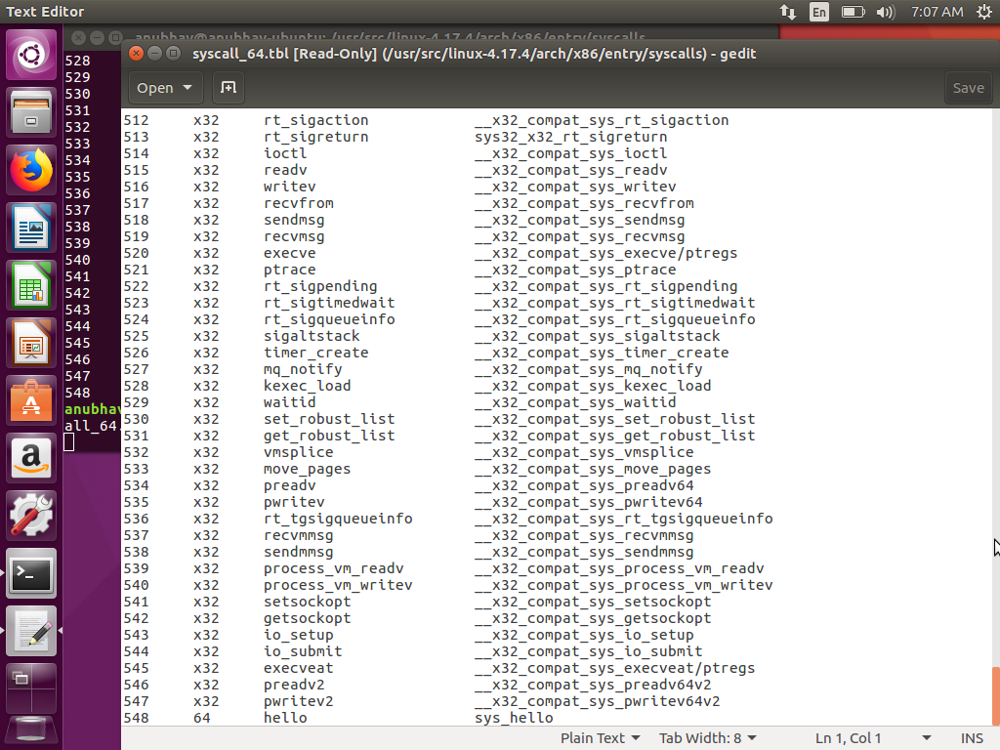 Text Editor En 7:07 AM
anubhav@anubhav-ubuntu: /usr/src/linux-4.17.4/arch/x86/entry/syscalls
syscall_64.tbl [Read-Only] (/usr/src/linux-4.17.4/arch/x86/entry/syscalls) - gedit
Open Save
528
529
530
531
532
533
534
535
536
537
538
539
540
541
542
543
544
545
546
547
548
anubhav
all_64.
512 x32 rt_sigaction __x32_compat_sys_rt_sigaction
513 x32 rt_sigreturn sys32_x32_rt_sigreturn
514 x32 ioctl __x32_compat_sys_ioctl
515 x32 readv __x32_compat_sys_readv
516 x32 writev __x32_compat_sys_writev
517 x32 recvfrom __x32_compat_sys_recvfrom
518 x32 sendmsg __x32_compat_sys_sendmsg
519 x32 recvmsg __x32_compat_sys_recvmsg
520 x32 execve __x32_compat_sys_execve/ptregs
521 x32 ptrace __x32_compat_sys_ptrace
522 x32 rt_sigpending __x32_compat_sys_rt_sigpending
523 x32 rt_sigtimedwait __x32_compat_sys_rt_sigtimedwait
524 x32 rt_sigqueueinfo __x32_compat_sys_rt_sigqueueinfo
525 x32 sigaltstack __x32_compat_sys_sigaltstack
526 x32 timer_create __x32_compat_sys_timer_create
527 x32 mq_notify __x32_compat_sys_mq_notify
528 x32 kexec_load __x32_compat_sys_kexec_load
529 x32 waitid __x32_compat_sys_waitid
530 x32 set_robust_list __x32_compat_sys_set_robust_list
531 x32 get_robust_list __x32_compat_sys_get_robust_list
532 x32 vmsplice __x32_compat_sys_vmsplice
533 x32 move_pages __x32_compat_sys_move_pages
534 x32 preadv __x32_compat_sys_preadv64
535 x32 pwritev __x32_compat_sys_pwritev64
536 x32 rt_tgsigqueueinfo __x32_compat_sys_rt_tgsigqueueinfo
537 x32 recvmmsg __x32_compat_sys_recvmmsg
538 x32 sendmmsg __x32_compat_sys_sendmmsg
539 x32 process_vm_readv __x32_compat_sys_process_vm_readv
540 x32 process_vm_writev __x32_compat_sys_process_vm_writev
541 x32 setsockopt __x32_compat_sys_setsockopt
542 x32 getsockopt __x32_compat_sys_getsockopt
543 x32 io_setup __x32_compat_sys_io_setup
544 x32 io_submit __x32_compat_sys_io_submit
545 x32 execveat __x32_compat_sys_execveat/ptregs
546 x32 preadv2 __x32_compat_sys_preadv64v2
547 x32 pwritev2 __x32_compat_sys_pwritev64v2
548 64 hello sys_hello
Plain Text Tab Width: 8 Ln 1, Col 1 INS